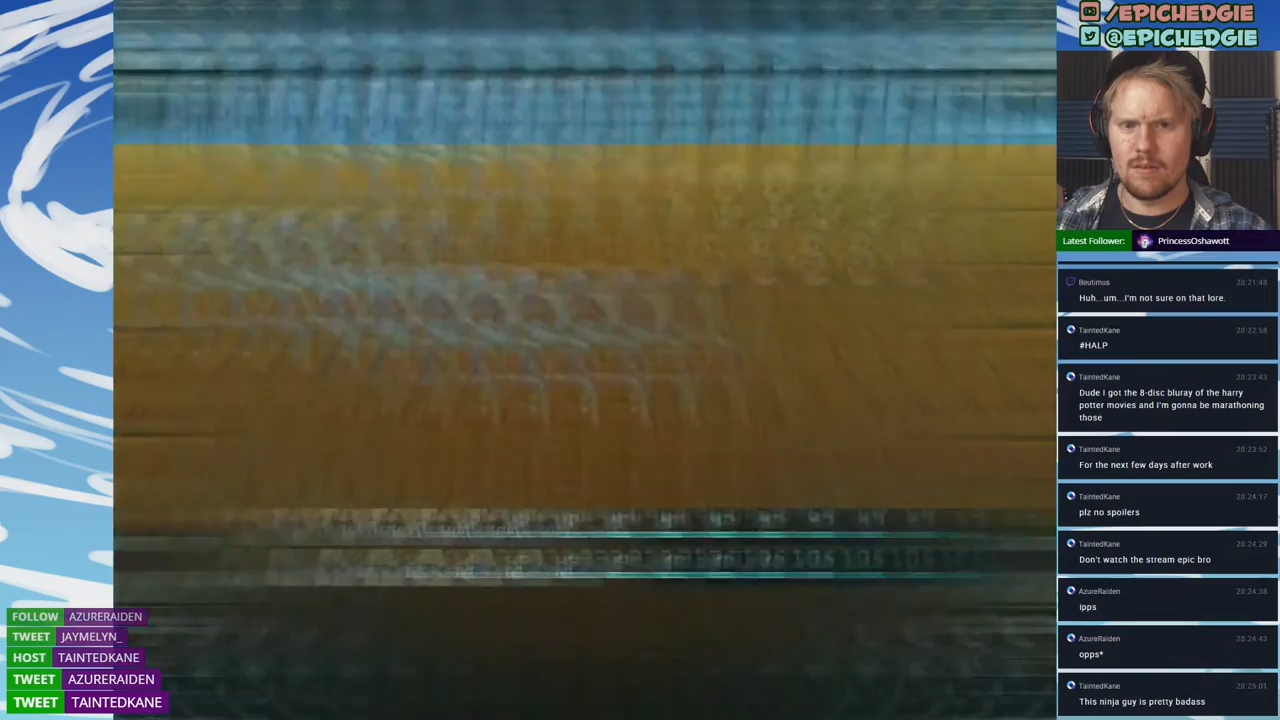 /EPICHEDGIE
@EPICHEDGIE
Latest Follower: PrincessOshawott
Beutimus 20:21:48
Huh...um...I'm not sure on that lore.
TaintedKane 20:22:58
#HALP
TaintedKane 20:23:43
Dude I got the 8-disc bluray of the harry
potter movies and I'm gonna be marathoning
those
TaintedKane 20:23:52
For the next few days after work
TaintedKane 20:24:17
plz no spoilers
TaintedKane 20:24:29
Don't watch the stream epic bro
AzureRaiden 20:24:38
ipps
AzureRaiden 20:24:43
opps*
TaintedKane 20:25:01
This ninja guy is pretty badass
FOLLOW AZURERAIDEN
TWEET JAYMELYN_
HOST TAINTEDKANE
TWEET AZURERAIDEN
TWEET TAINTEDKANE